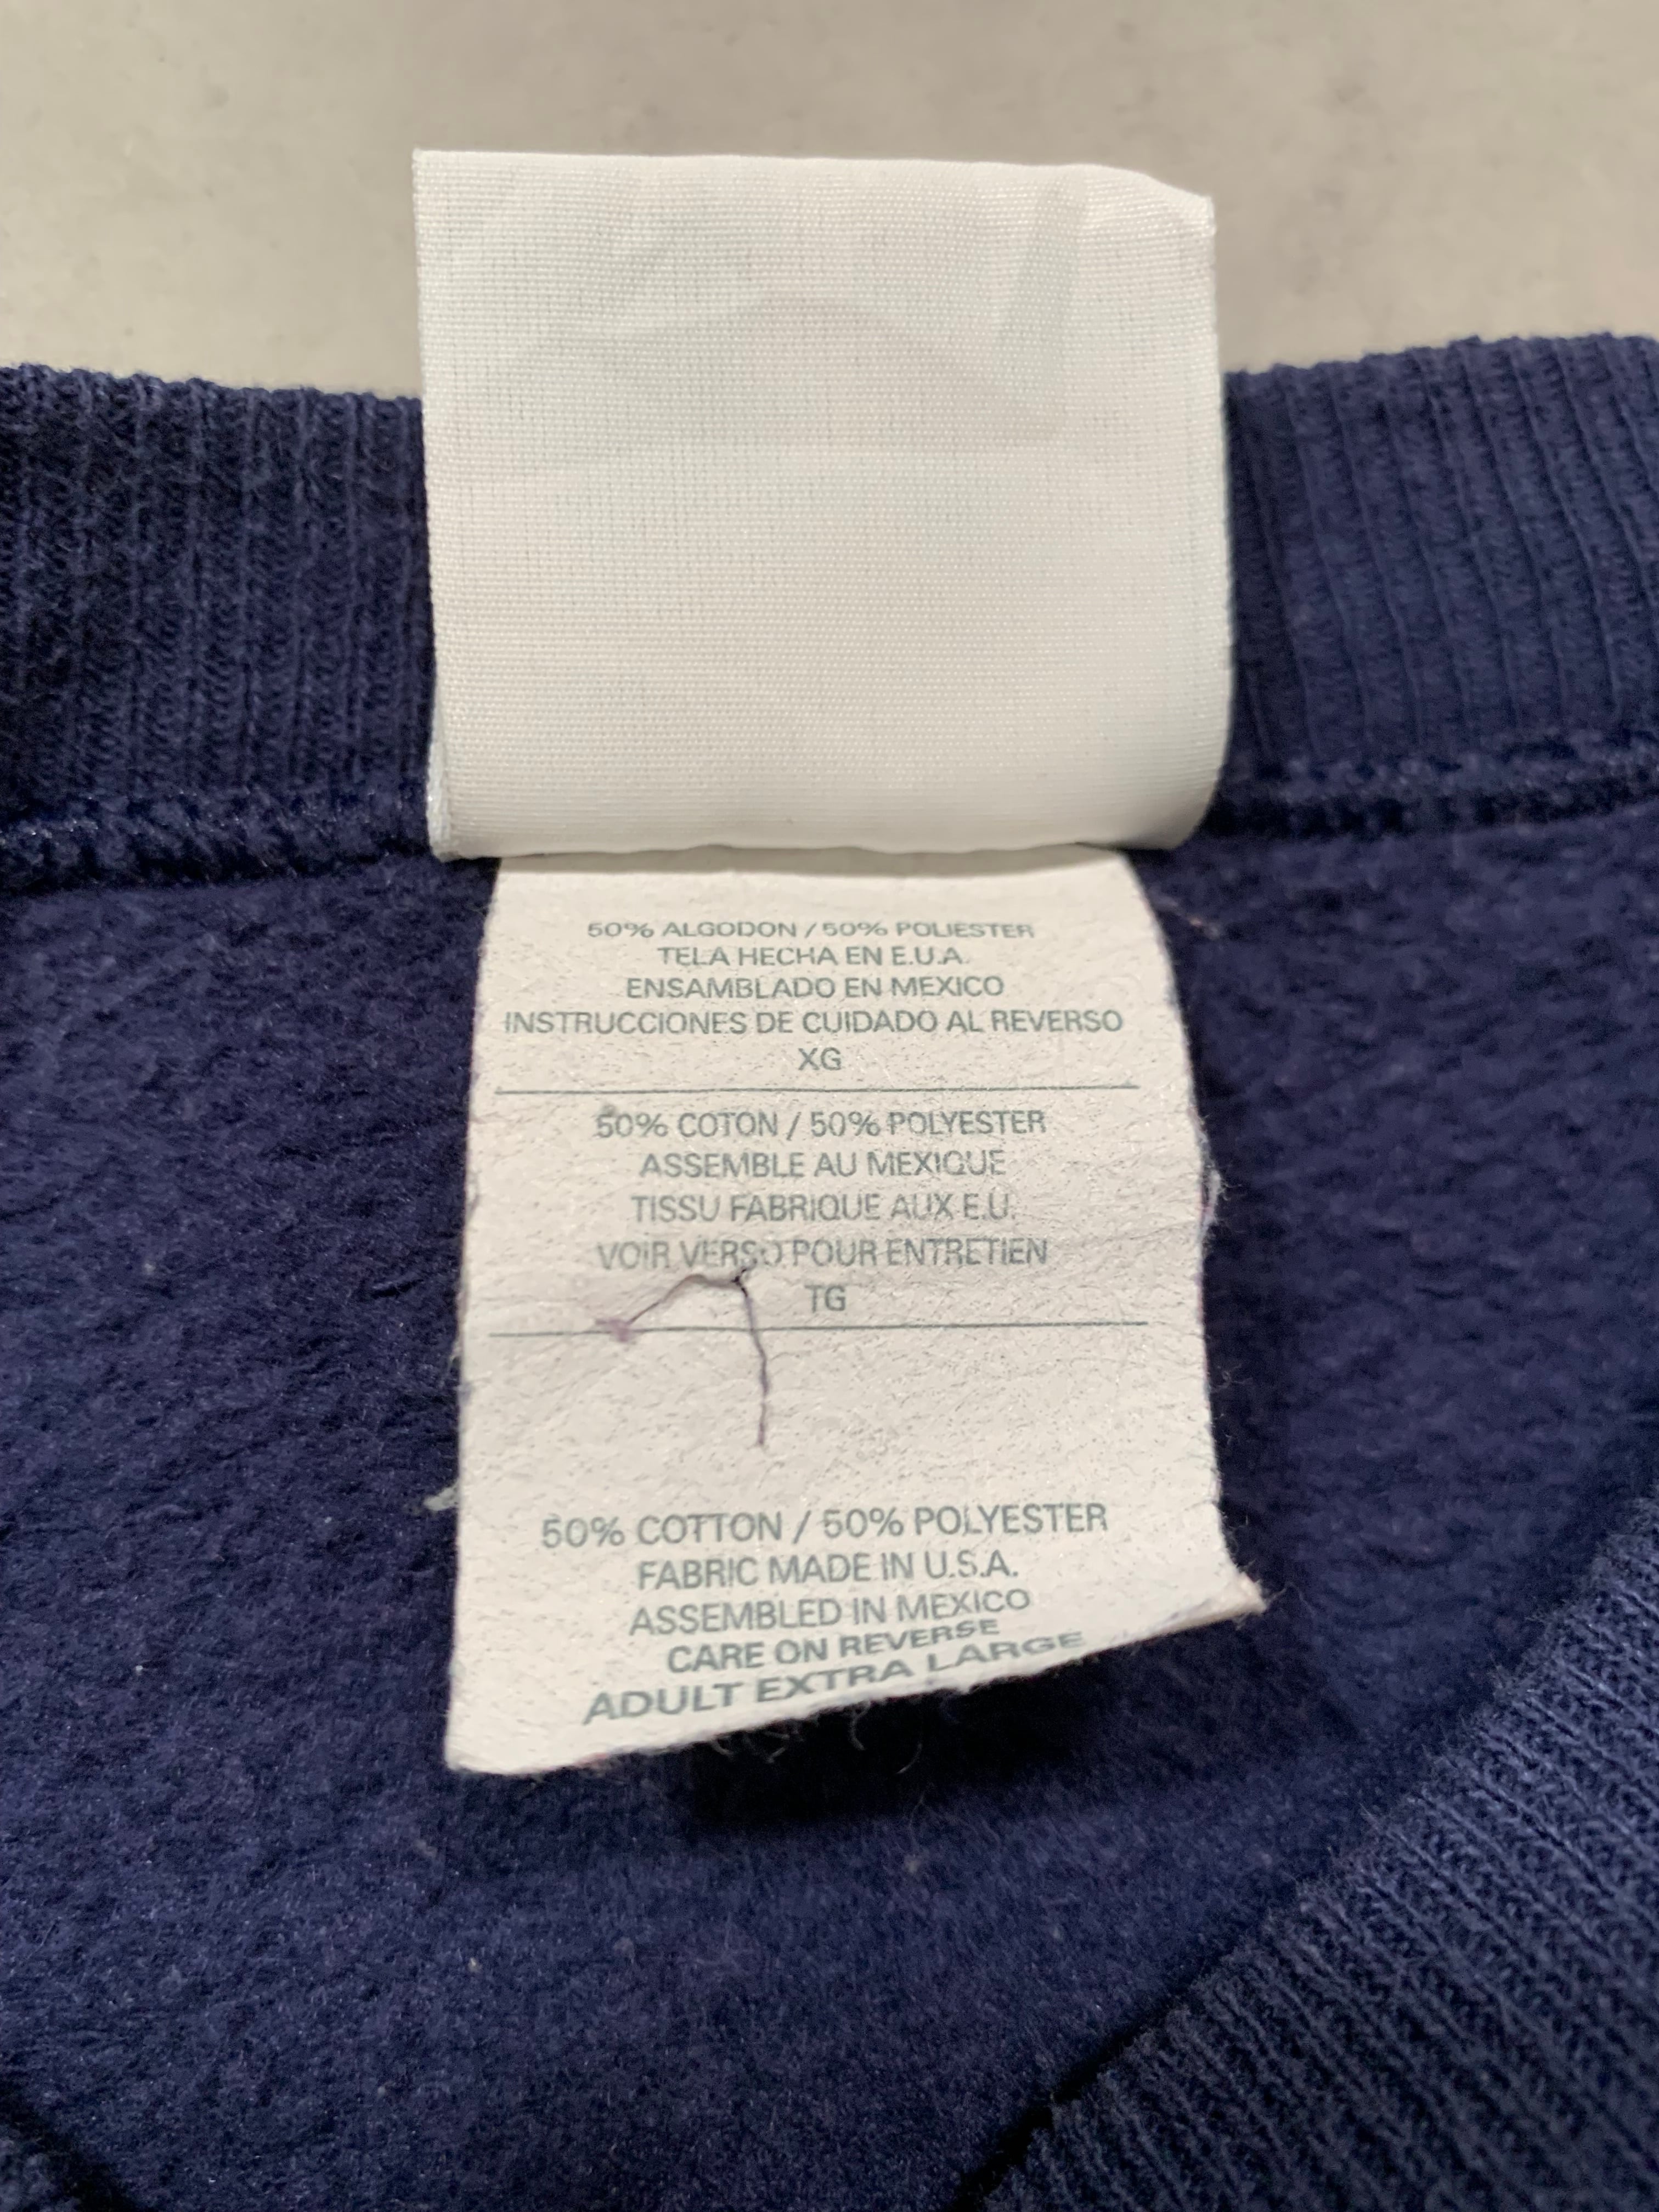 50% ALGODON / 50% POLIESTER
TELA HECHA EN E.U.A.
ENSAMBLADO EN MEXICO
INSTRUCCIONES DE CUIDADO AL REVERSO
XG
50% COTON / 50% POLYESTER
ASSEMBLE AU MEXIQUE
TISSU FABRIQUE AUX E.U.
VOIR VERSO POUR ENTRETIEN
TG
50% COTTON / 50% POLYESTER
FABRIC MADE IN U.S.A.
ASSEMBLED IN MEXICO
CARE ON REVERSE
ADULT EXTRA LARGE